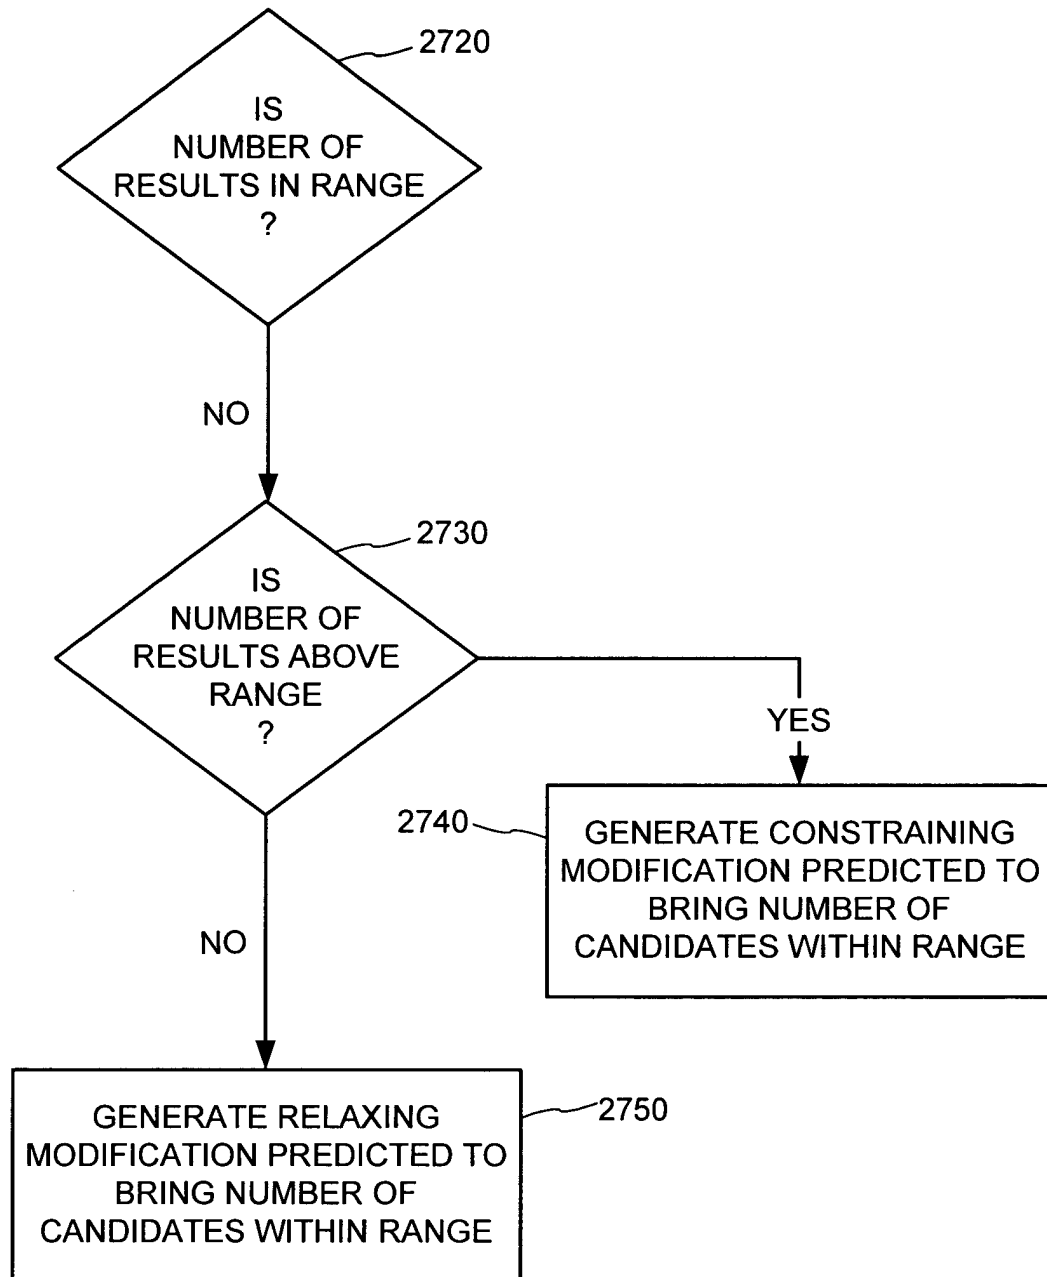 2720
IS
NUMBER OF
RESULTS IN RANGE
?
NO
2730
IS
NUMBER OF
RESULTS ABOVE
RANGE
?
YES
2740
GENERATE CONSTRAINING
MODIFICATION PREDICTED TO
BRING NUMBER OF
CANDIDATES WITHIN RANGE
NO
2750
GENERATE RELAXING
MODIFICATION PREDICTED TO
BRING NUMBER OF
CANDIDATES WITHIN RANGE